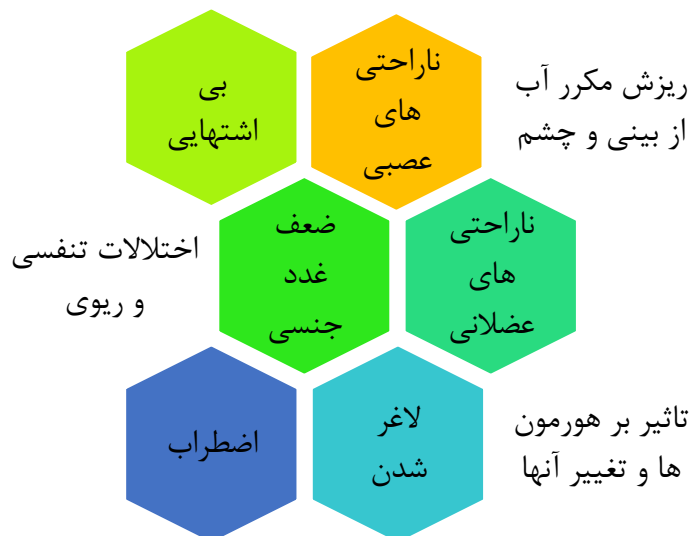 ریزش مکرر آب
از بینی و چشم
ناراحتی
های
عصبی
بی
اشتهایی
ناراحتی
های
عضلانی
ضعف
غدد
جنسی
اختلالات تنفسی
و ریوی
تاثیر بر هورمون
ها و تغییر آنها
لاغر
شدن
اضطراب